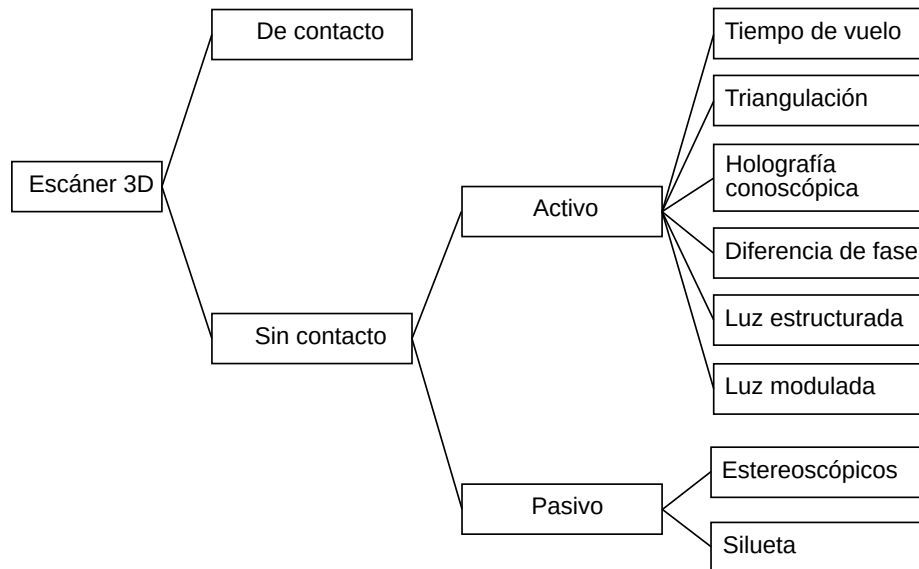 De contacto
Tiempo de vuelo
Triangulación
Escáner 3D
Holografía
conoscópica
Activo
Diferencia de fase
Sin contacto
Luz estructurada
Luz modulada
Estereoscópicos
Pasivo
Silueta